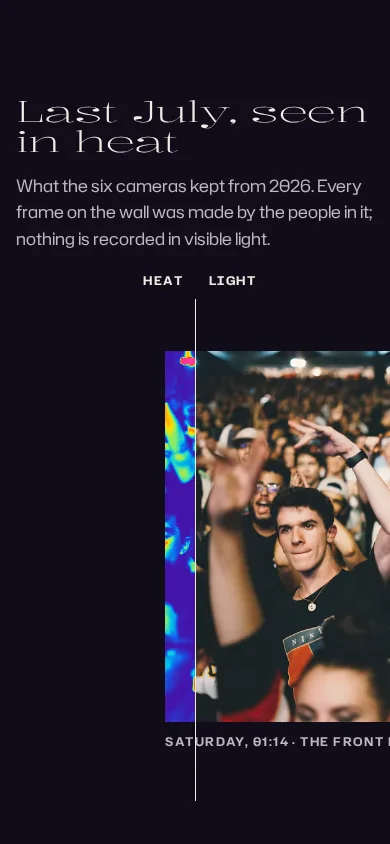 Last July, seen
in heat
What the six cameras kept from 2026. Every
frame on the wall was made by the people in it;
nothing is recorded in visible light.
HEAT LIGHT
SATURDAY, 01:14 · THE FRONT